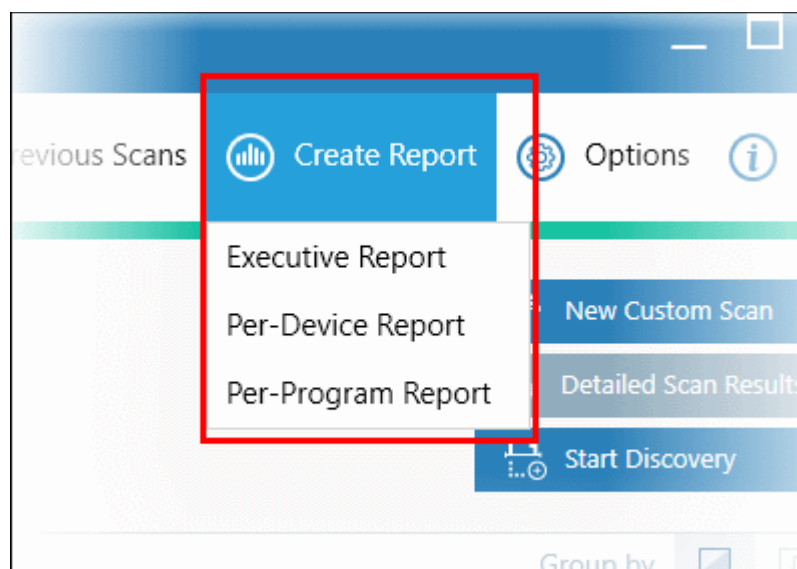 revious Scans
Create Report
Options
Executive Report
Per-Device Report
Per-Program Report
New Custom Scan
Detailed Scan Results
Start Discovery
Group by